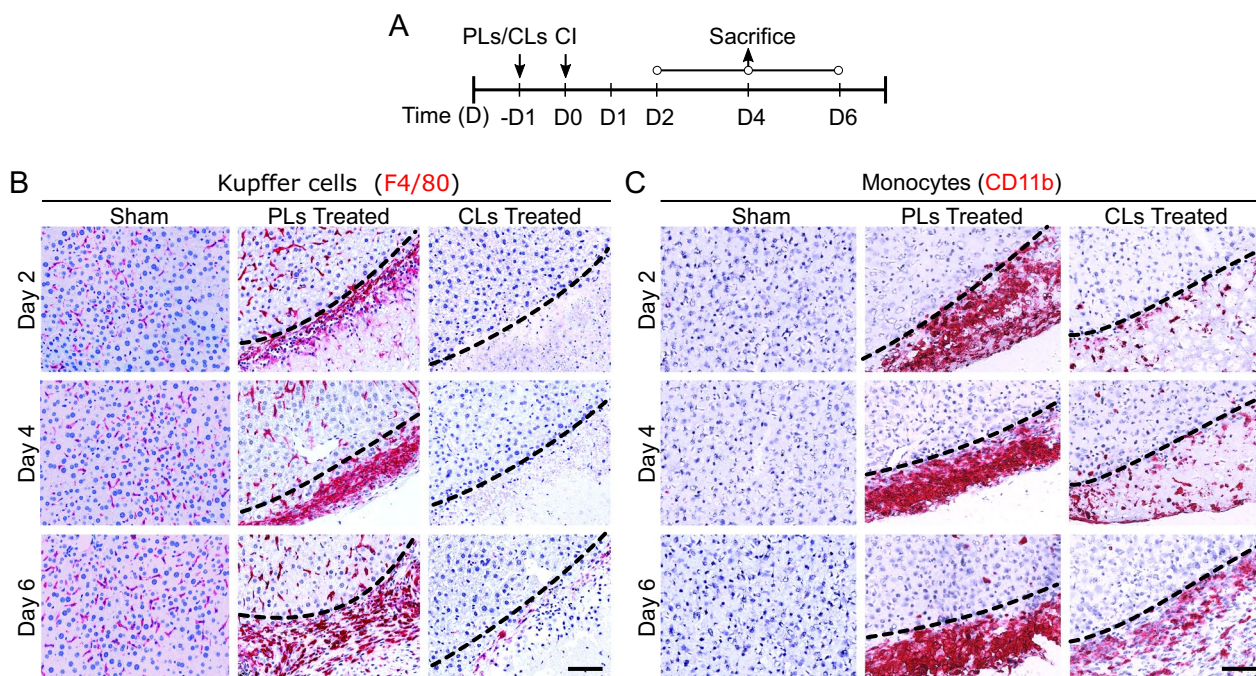 A
PLs/CLs CI Sacrifice
Time (D) -D1 D0 D1 D2 D4 D6
B Kupffer cells (F4/80)
Sham PLs Treated CLs Treated
Day 2
Day 4
Day 6
C Monocytes (CD11b)
Sham PLs Treated CLs Treated
Day 2
Day 4
Day 6